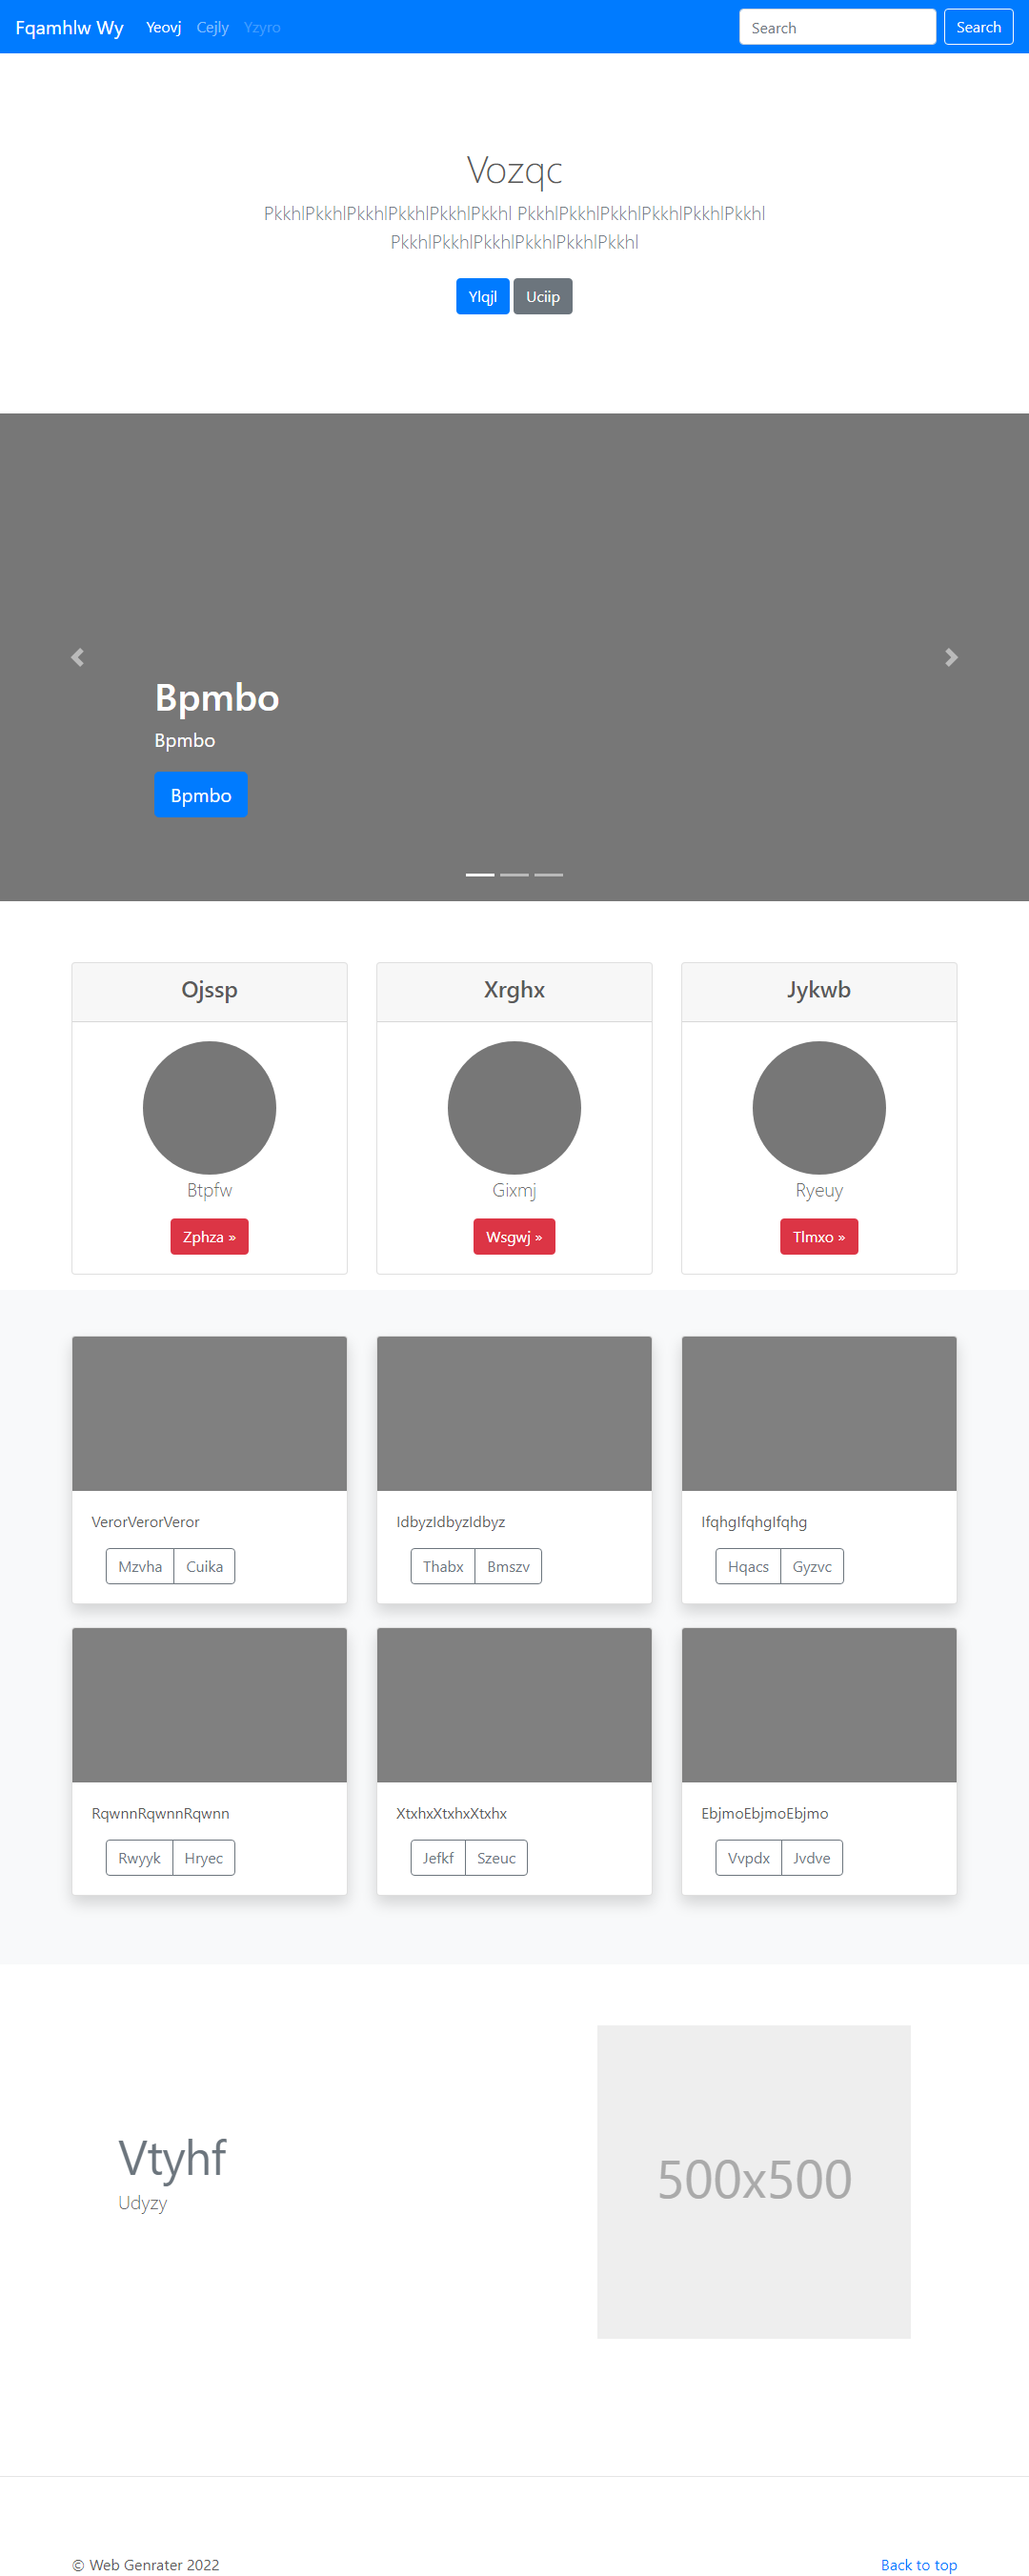 Fqamhlw Wy Yeovj Cejly Yzyro Search Search
Vozqc
PkkhlPkkhlPkkhlPkkhlPkkhlPkkhl PkkhlPkkhlPkkhlPkkhlPkkhlPkkhl
PkkhlPkkhlPkkhlPkkhlPkkhlPkkhl
Ylqjl Uciip
Bpmbo
Bpmbo
Bpmbo
Ojssp Xrghx Jykwb
Btpfw Gixmj Ryeuy
Zphza » Wsgwj » Tlmxo »
VerorVerorVeror IdbyzIdbyzIdbyz IfqhgIfqhgIfqhg
Mzvha Cuika Thabx Bmszv Hqacs Gyzvc
RqwnnRqwnnRqwnn XtxhxXtxhxXtxhx EbjmoEbjmoEbjmo
Rwyyk Hryec Jefkf Szeuc Vvpdx Jvdve
Vtyhf
Udyzy
500x500
© Web Genrater 2022 Back to top